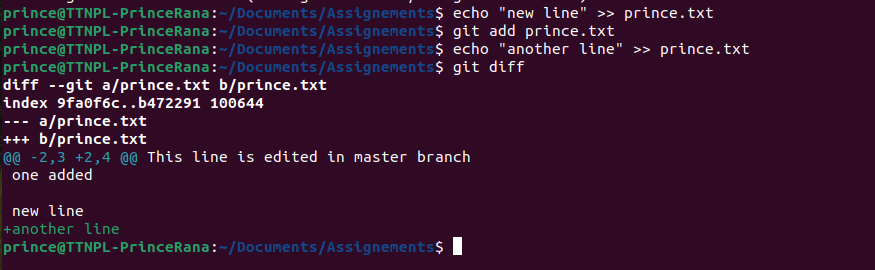 prince@TTNPL-PrinceRana:~/Documents/Assignements$ echo "new line" >> prince.txt
prince@TTNPL-PrinceRana:~/Documents/Assignements$ git add prince.txt
prince@TTNPL-PrinceRana:~/Documents/Assignements$ echo "another line" >> prince.txt
prince@TTNPL-PrinceRana:~/Documents/Assignements$ git diff
diff --git a/prince.txt b/prince.txt
index 9fa0f6c..b472291 100644
--- a/prince.txt
+++ b/prince.txt
@@ -2,3 +2,4 @@ This line is edited in master branch
 one added

 new line
+another line
prince@TTNPL-PrinceRana:~/Documents/Assignements$